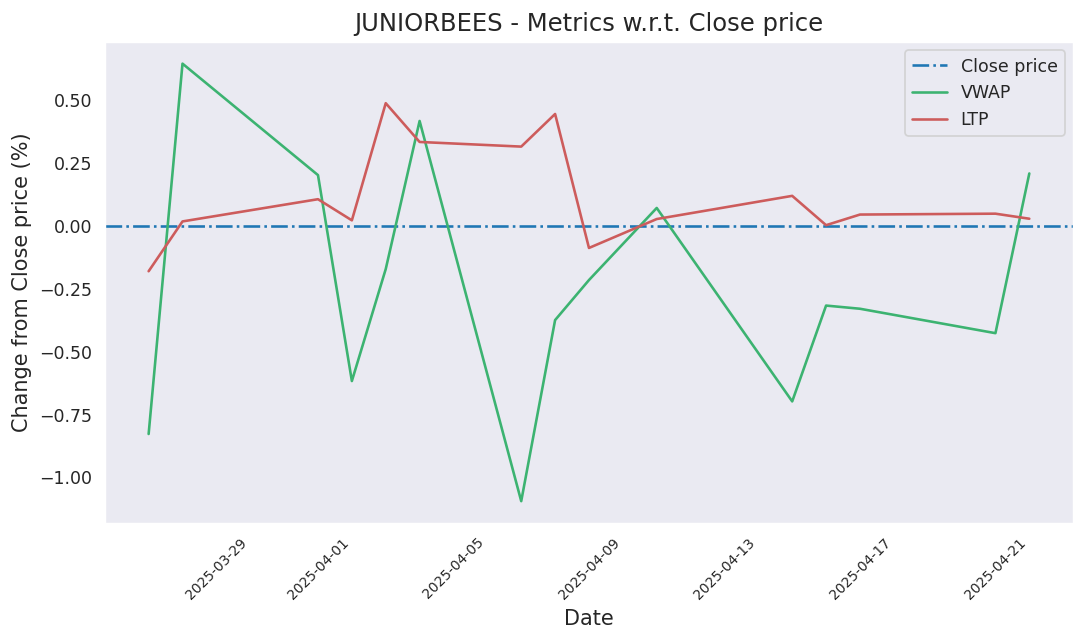 JUNIORBEES - Metrics w.r.t. Close price
Close price
VWAP
LTP
Change from Close price (%)
0.50
0.25
0.00
−0.25
−0.50
−0.75
−1.00
2025-03-29
2025-04-01
2025-04-05
2025-04-09
2025-04-13
2025-04-17
2025-04-21
Date